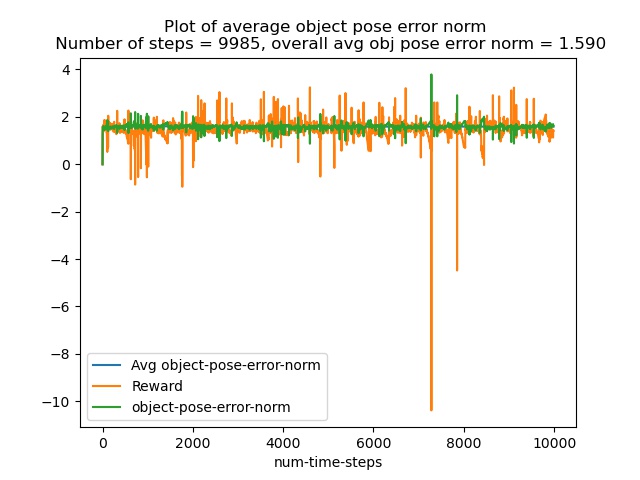 Plot of average object pose error norm
Number of steps = 9985, overall avg obj pose error norm = 1.590
4
2
0
−2
−4
−6
−8
−10
Avg object-pose-error-norm
Reward
object-pose-error-norm
0 2000 4000 6000 8000 10000
num-time-steps